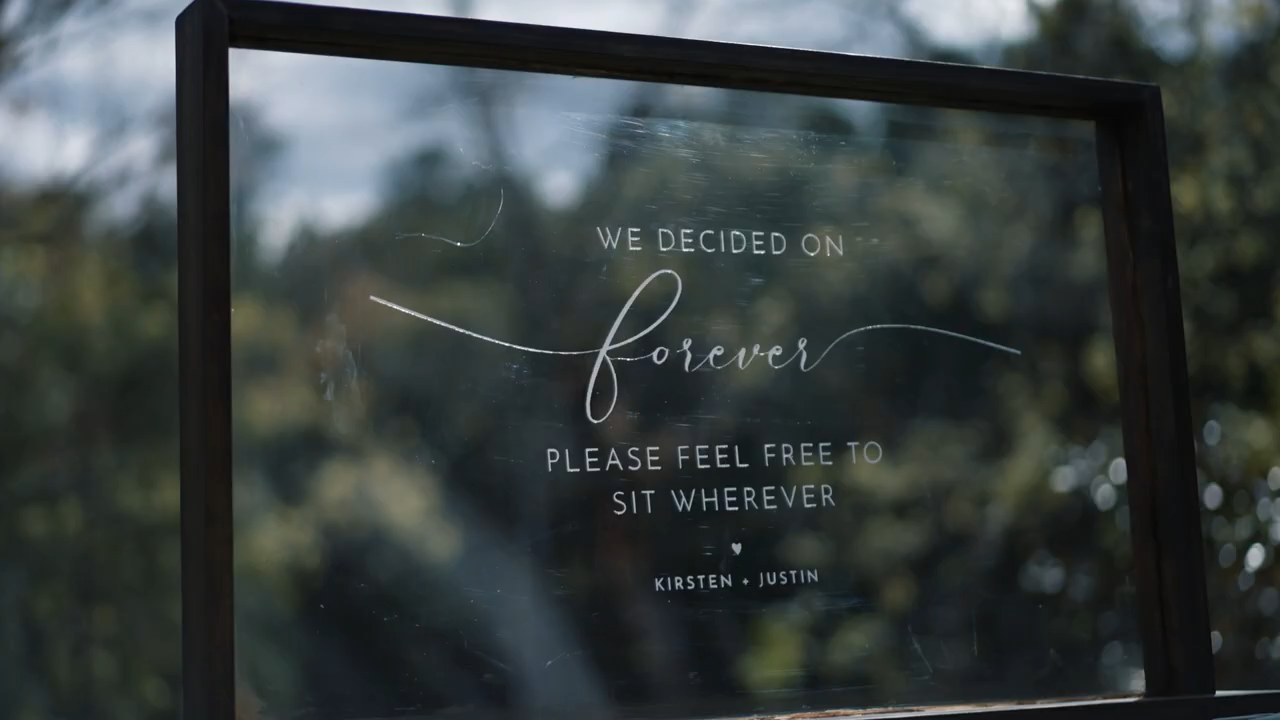 WE DECIDED ON
forever
PLEASE FEEL FREE TO
SIT WHEREVER
KIRSTEN + JUSTIN